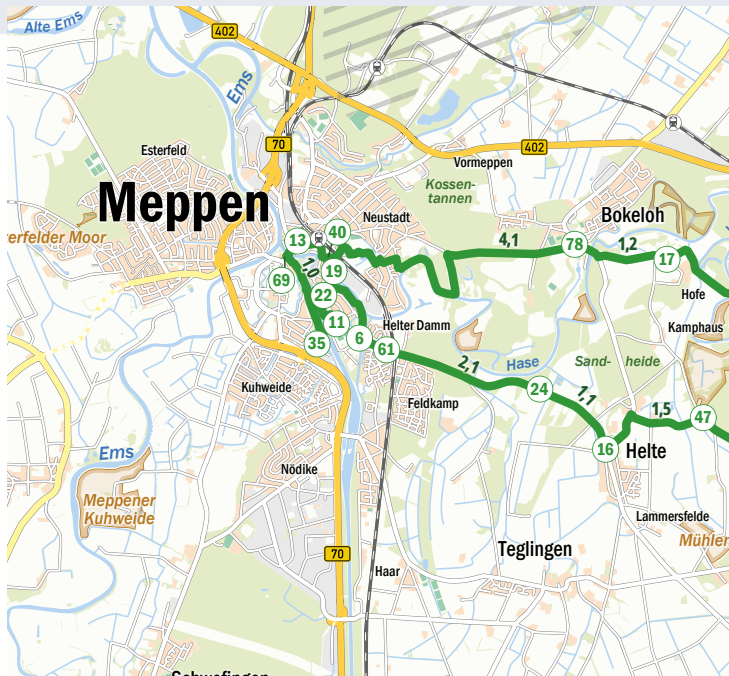 Alte Ems
402
Ems
70
Esterfeld
402
Vormeppen
Meppen
Kossen-
tannen
Neustadt
Bokeloh
erfelder Moor
13
40
4,1
78
1,2
17
1,0
19
69
22
Hofe
11
Helter Damm
Kamphaus
35
6
61
2,1
Hase
Sand-
heide
Kuhweide
24
1,1
Feldkamp
1,5
47
Ems
16
Helte
Nödike
Meppener
Kuhweide
Lammersfelde
Teglingen
Mühlen
70
Haar